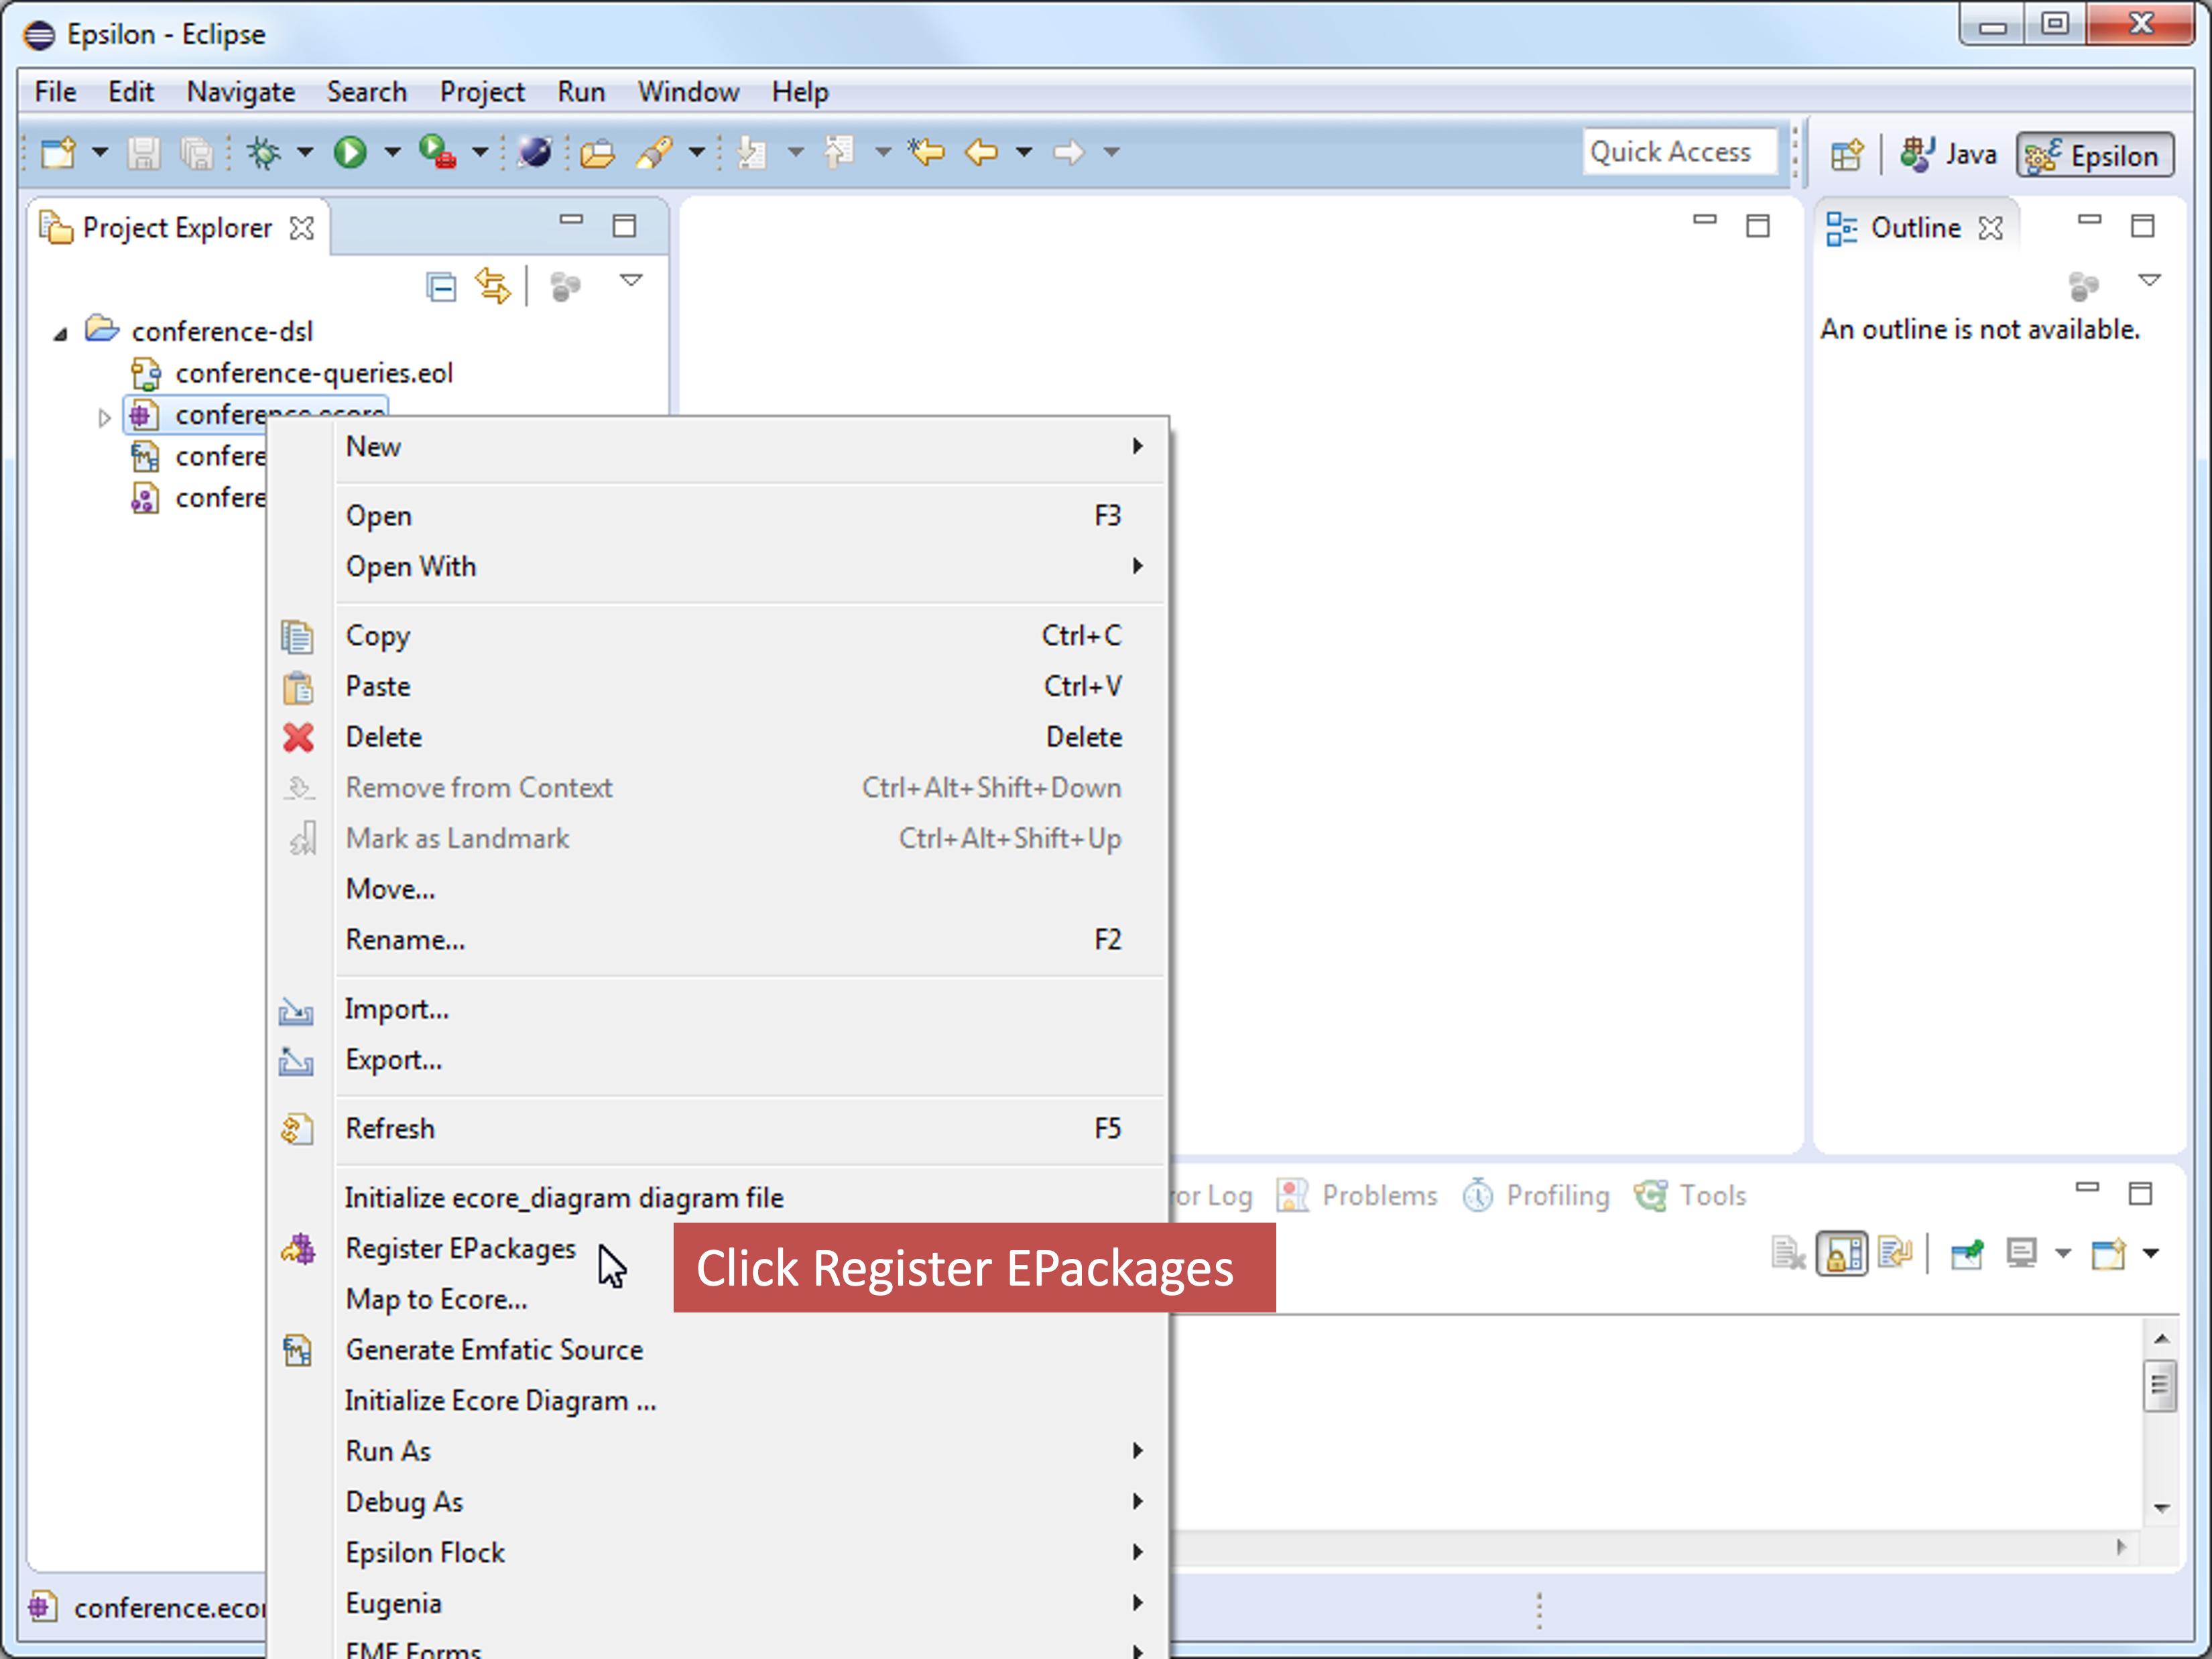 Epsilon - Eclipse
File Edit Navigate Search Project Run Window Help
Quick Access
Java
Epsilon
Project Explorer
Outline
conference-dsl
An outline is not available.
conference-queries.eol
conference.ecore
confere
confere
New
Open F3
Open With
Copy Ctrl+C
Paste Ctrl+V
Delete Delete
Remove from Context Ctrl+Alt+Shift+Down
Mark as Landmark Ctrl+Alt+Shift+Up
Move...
Rename... F2
Import...
Export...
Refresh F5
Initialize ecore_diagram diagram file
Register EPackages
Map to Ecore...
Generate Emfatic Source
Initialize Ecore Diagram ...
Run As
Debug As
Epsilon Flock
Eugenia
EMF Forms
Click Register EPackages
ror Log Problems Profiling Tools
conference.ecor